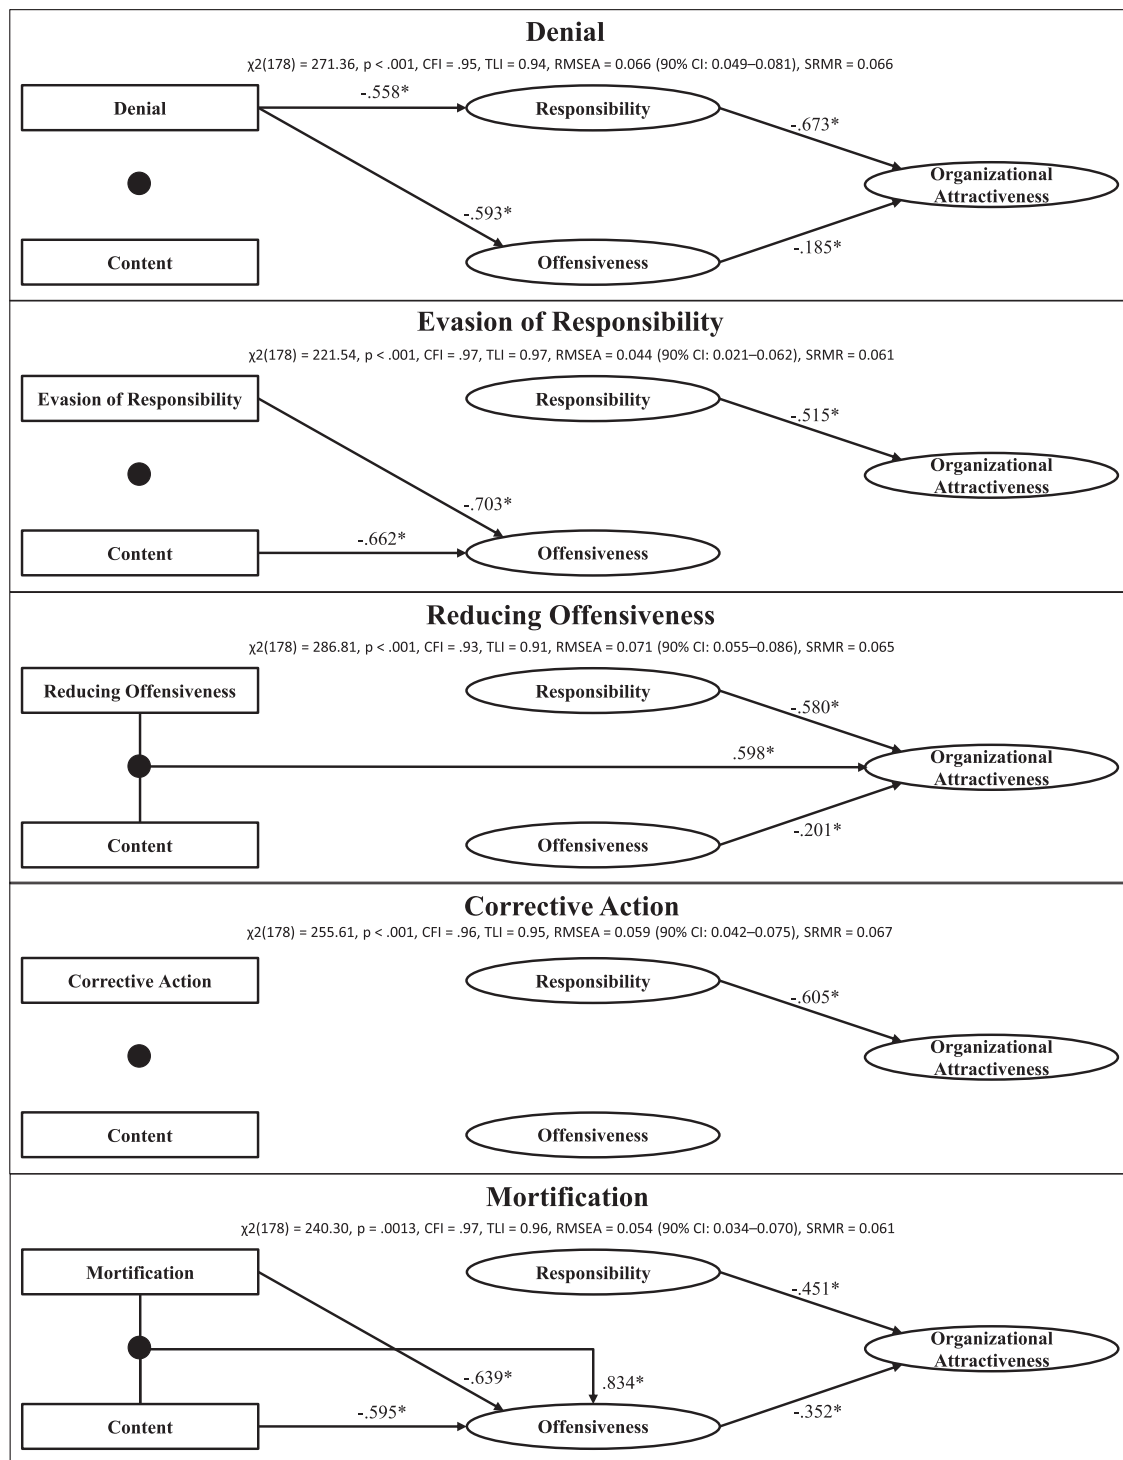 Denial
χ2(178) = 271.36, p < .001, CFI = .95, TLI = 0.94, RMSEA = 0.066 (90% CI: 0.049–0.081), SRMR = 0.066
Denial
-.558*
Responsibility
-.673*
Organizational
Attractiveness
-.593*
-.185*
Content
Offensiveness
Evasion of Responsibility
χ2(178) = 221.54, p < .001, CFI = .97, TLI = 0.97, RMSEA = 0.044 (90% CI: 0.021–0.062), SRMR = 0.061
Evasion of Responsibility
Responsibility
-.515*
Organizational
Attractiveness
-.703*
Content
-.662*
Offensiveness
Reducing Offensiveness
χ2(178) = 286.81, p < .001, CFI = .93, TLI = 0.91, RMSEA = 0.071 (90% CI: 0.055–0.086), SRMR = 0.065
Reducing Offensiveness
Responsibility
-.580*
.598*
Organizational
Attractiveness
-.201*
Content
Offensiveness
Corrective Action
χ2(178) = 255.61, p < .001, CFI = .96, TLI = 0.95, RMSEA = 0.059 (90% CI: 0.042–0.075), SRMR = 0.067
Corrective Action
Responsibility
-.605*
Organizational
Attractiveness
Content
Offensiveness
Mortification
χ2(178) = 240.30, p = .0013, CFI = .97, TLI = 0.96, RMSEA = 0.054 (90% CI: 0.034–0.070), SRMR = 0.061
Mortification
Responsibility
-.451*
Organizational
Attractiveness
-.639*
.834*
-.352*
Content
-.595*
Offensiveness